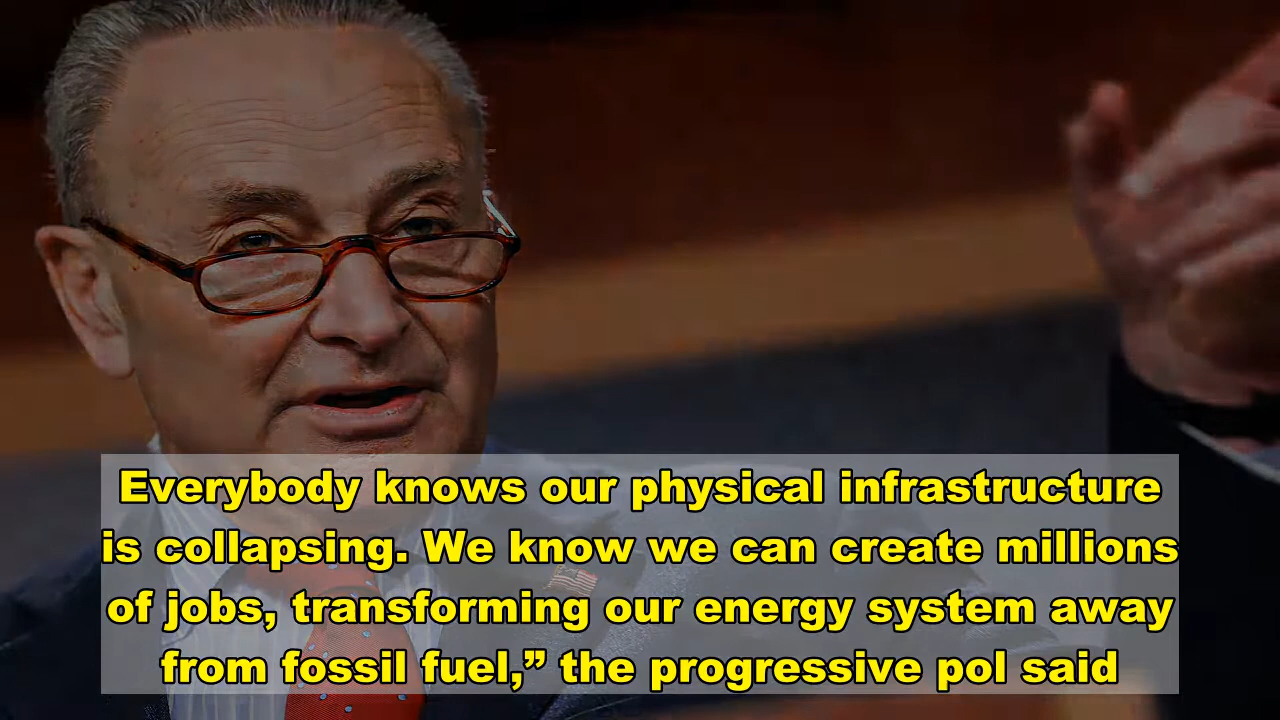 Everybody knows our physical infrastructure
is collapsing. We know we can create millions
of jobs, transforming our energy system away
from fossil fuel,” the progressive pol said